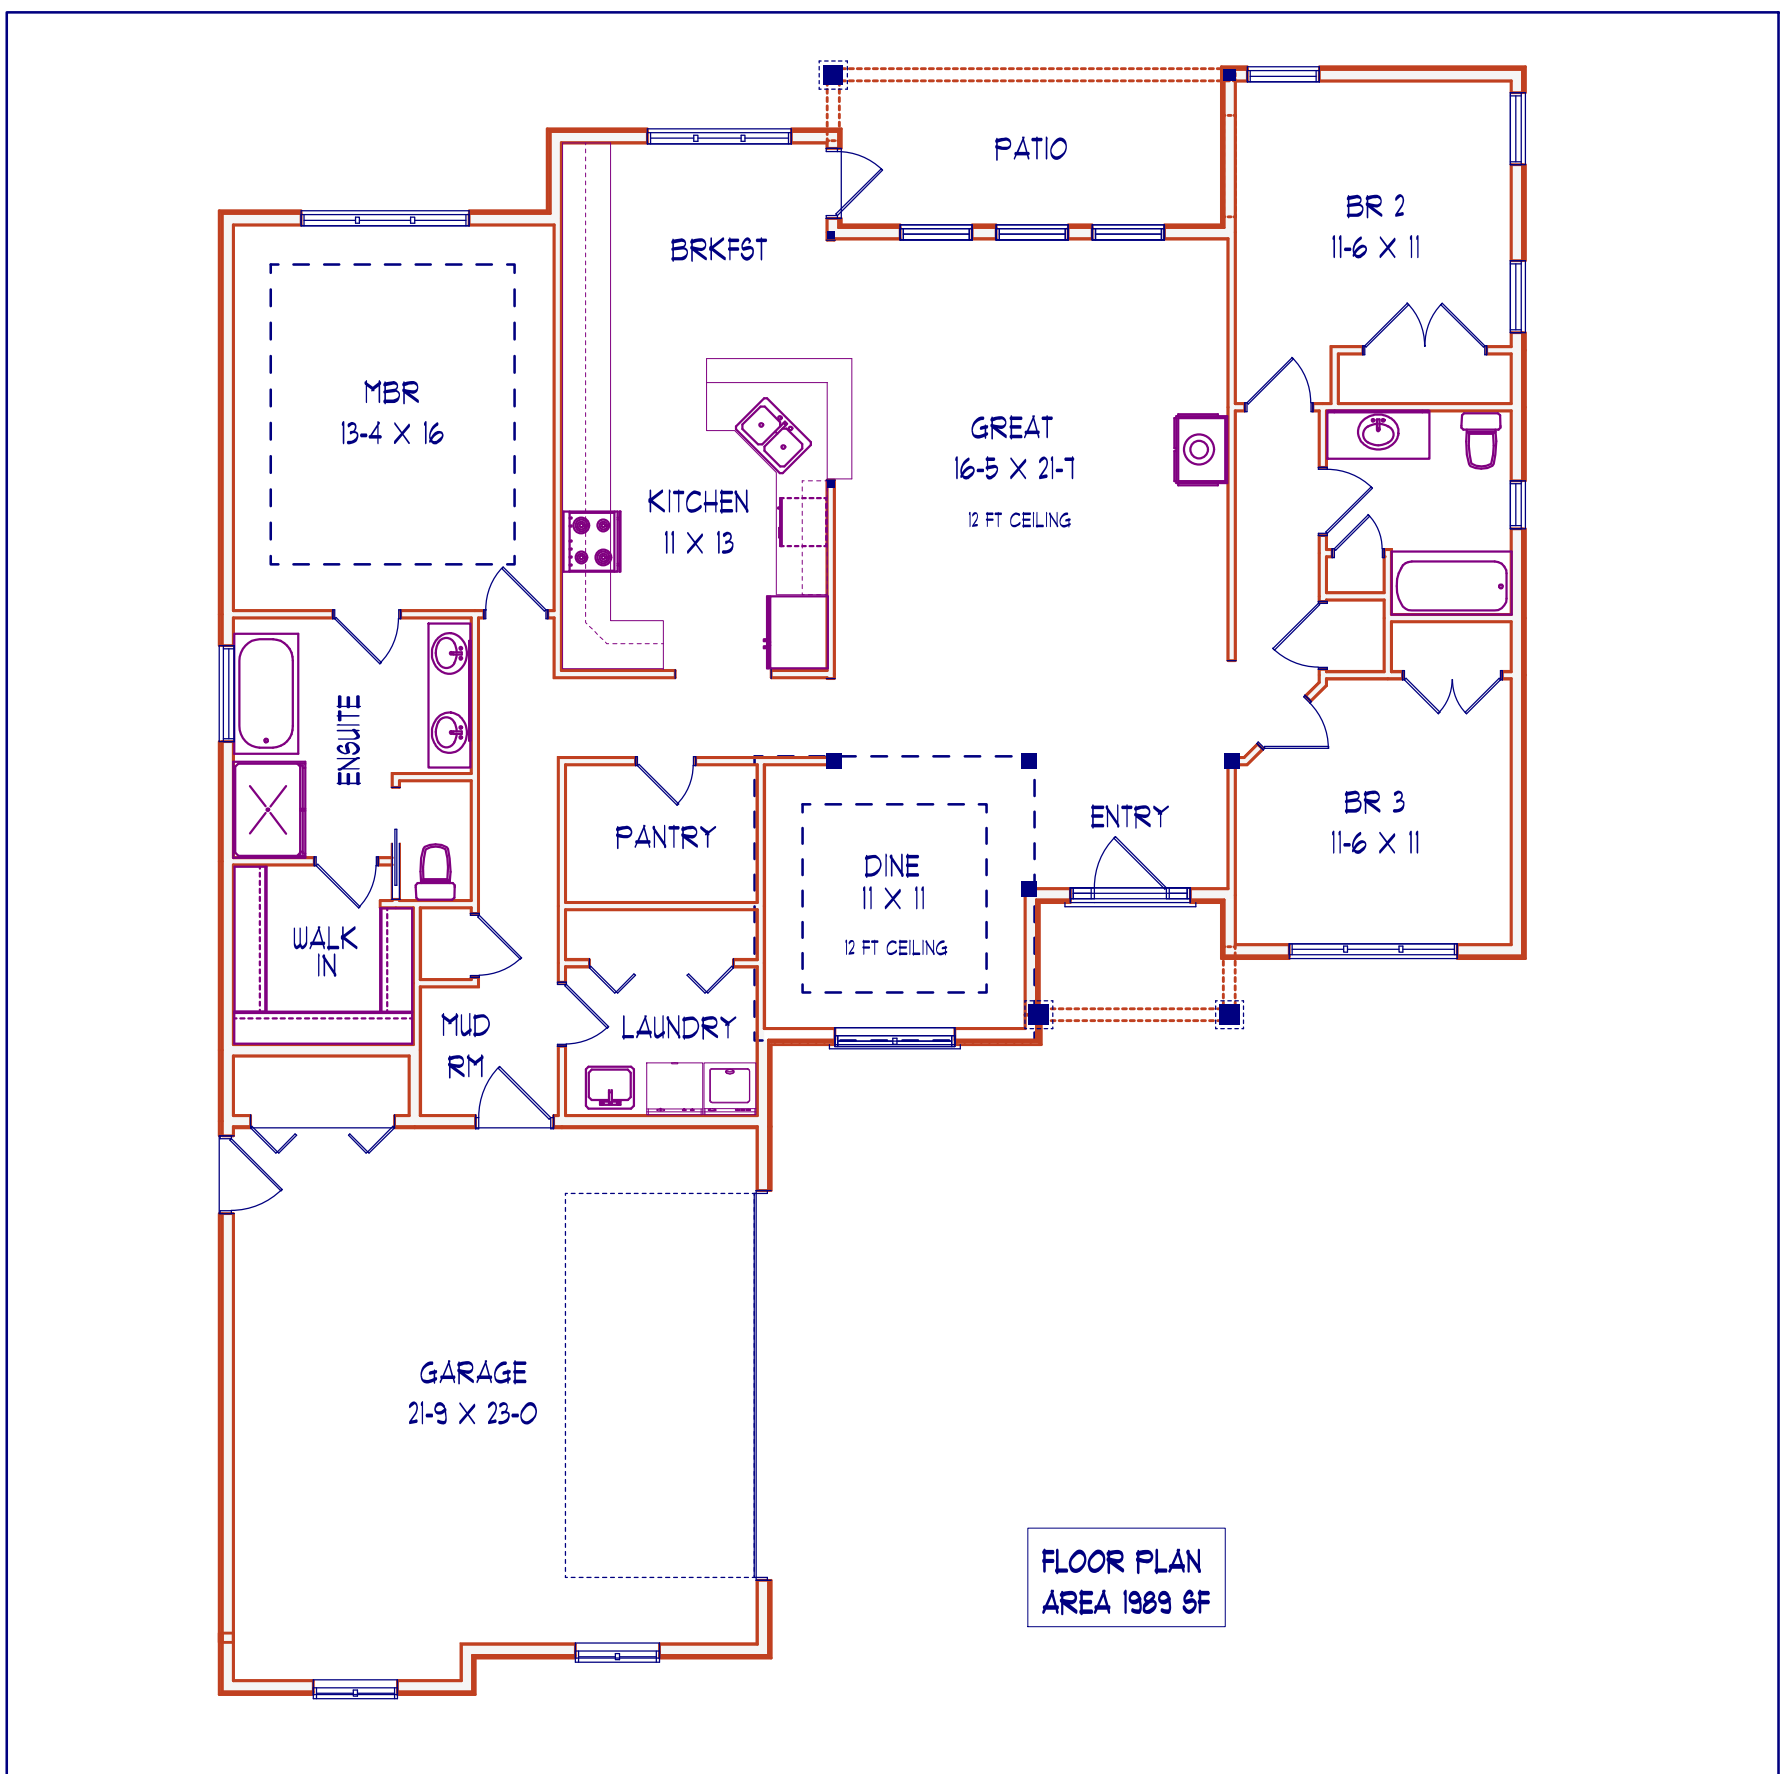 PATIO
BR 2
11-6 X 11
BRKFST
MBR
13-4 X 16
GREAT
16-5 X 21-7
12 FT CEILING
KITCHEN
11 X 13
ENSUITE
PANTRY
ENTRY
BR 3
11-6 X 11
DINE
11 X 11
12 FT CEILING
WALK
IN
MUD
RM
LAUNDRY
GARAGE
21-9 X 23-0
FLOOR PLAN
AREA 1989 SF